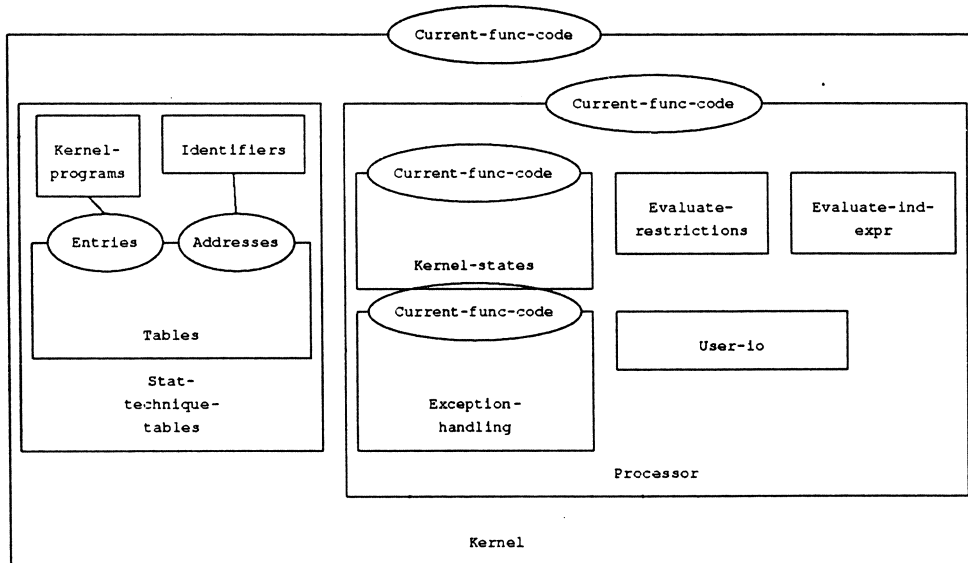 Current-func-code
Current-func-code
Kernel-
programs
Identifiers
Entries
Addresses
Tables
Stat-
technique-
tables
Current-func-code
Kernel-states
Evaluate-
restrictions
Evaluate-ind-
expr
Current-func-code
Exception-
handling
User-io
Processor
Kernel